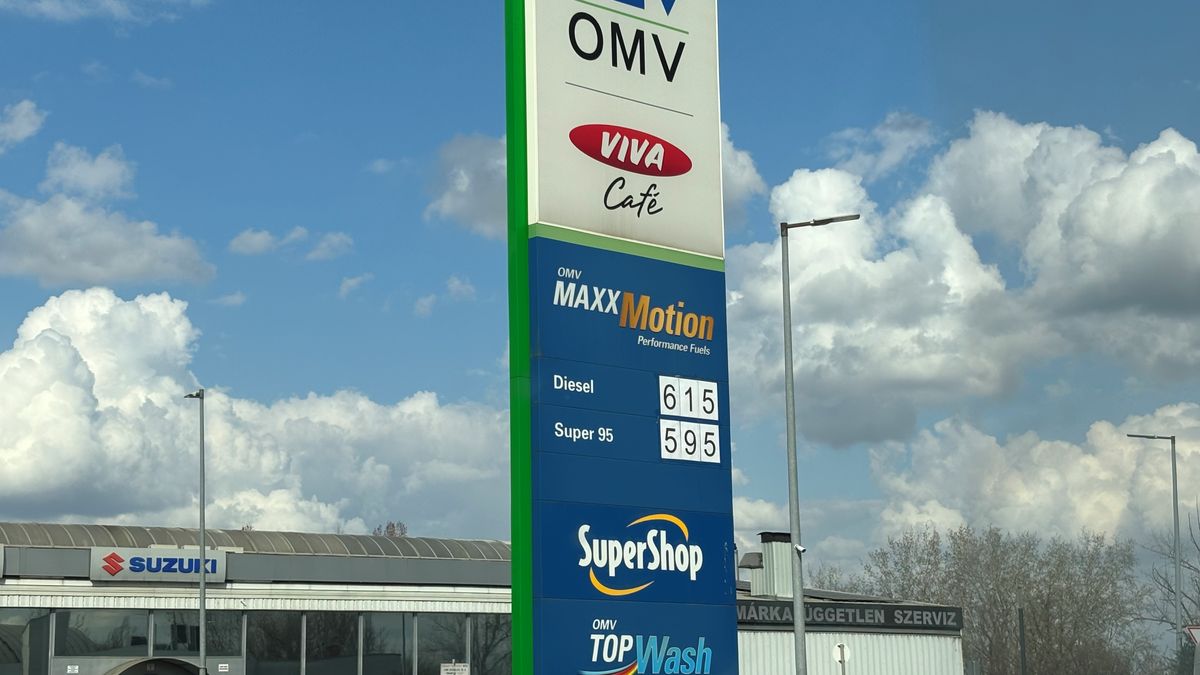 OMV
VIVA
Café
OMV
MAXXMotion
Performance Fuels
Diesel 615
Super 95 595
SuperShop
OMV
TOPWash
SUZUKI
MÁRKAFÜGGETLEN SZERVIZ